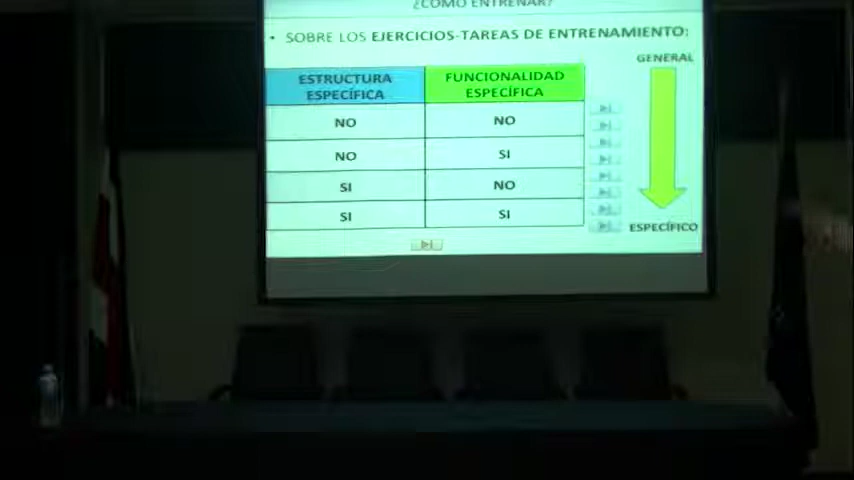 ¿CÓMO ENTRENAR?
• SOBRE LOS EJERCICIOS-TAREAS DE ENTRENAMIENTO:
GENERAL
ESTRUCTURA ESPECÍFICA
FUNCIONALIDAD ESPECÍFICA
NO NO
NO SI
SI NO
SI SI
ESPECÍFICO